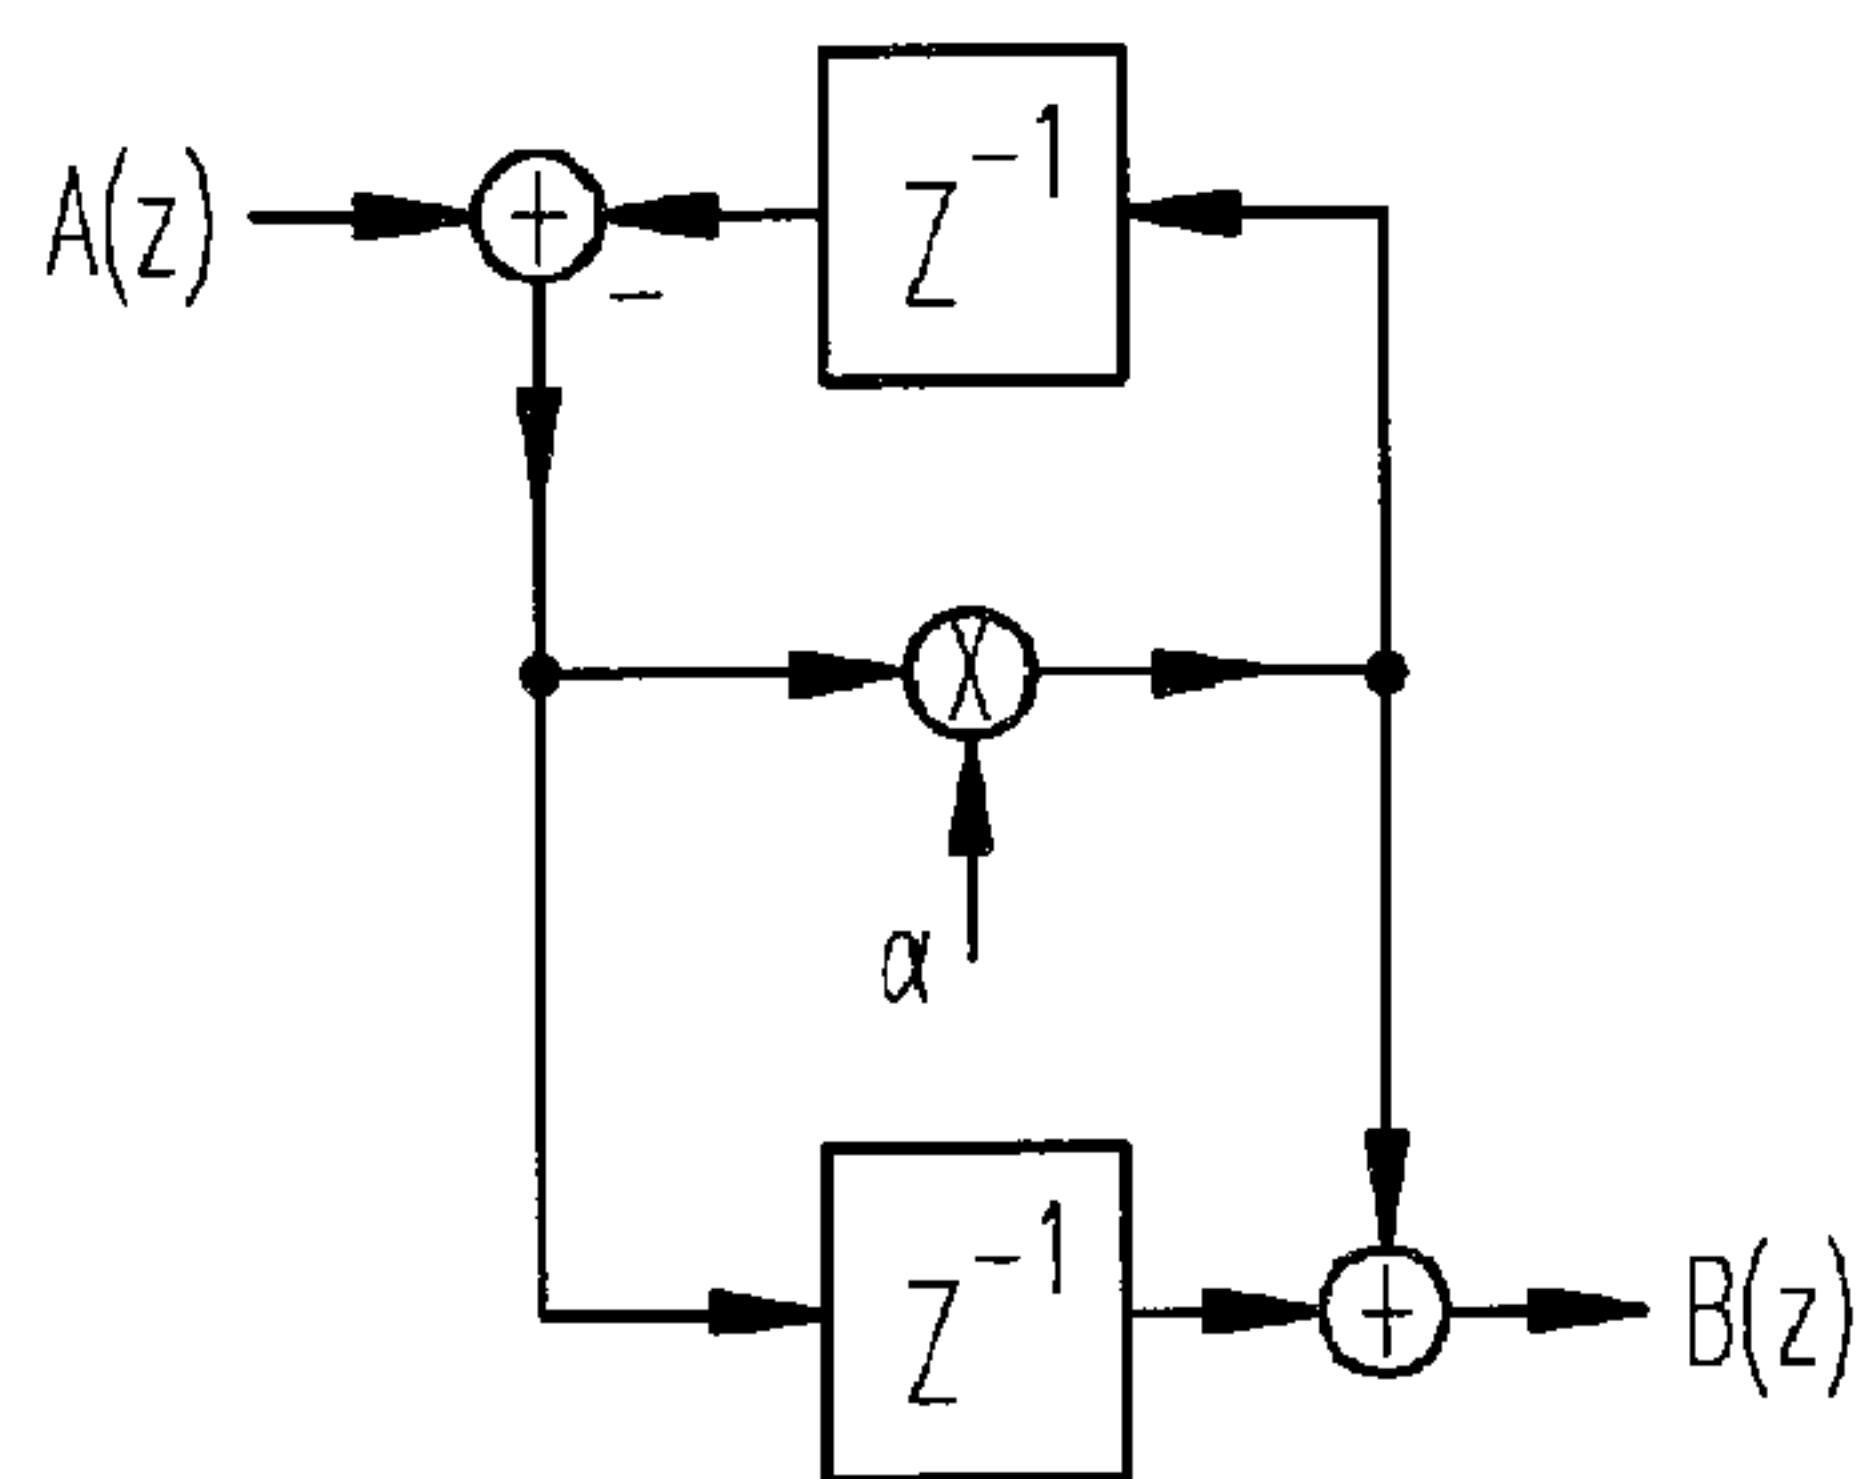 A(z)
+
−
z⁻¹
X
α
z⁻¹
+
B(z)